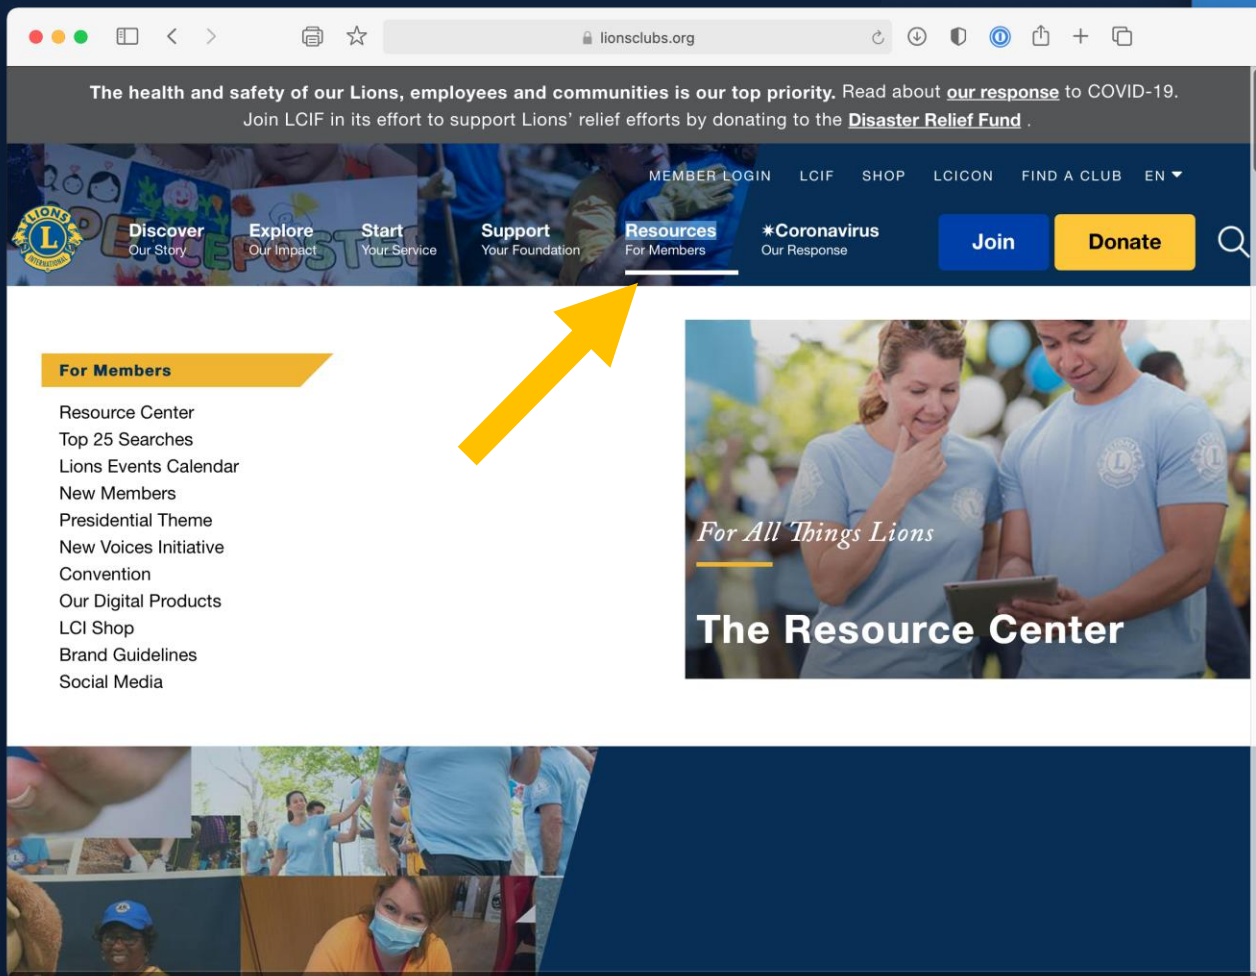 lionsclubs.org
The health and safety of our Lions, employees and communities is our top priority. Read about our response to COVID-19.
Join LCIF in its effort to support Lions' relief efforts by donating to the Disaster Relief Fund .
MEMBER LOGIN LCIF SHOP LCICON FIND A CLUB EN
LIONS
L
INTERNATIONAL
Discover
Our Story
Explore
Our Impact
Start
Your Service
Support
Your Foundation
Resources
For Members
✴Coronavirus
Our Response
Join
Donate
For Members
Resource Center
Top 25 Searches
Lions Events Calendar
New Members
Presidential Theme
New Voices Initiative
Convention
Our Digital Products
LCI Shop
Brand Guidelines
Social Media
For All Things Lions
The Resource Center